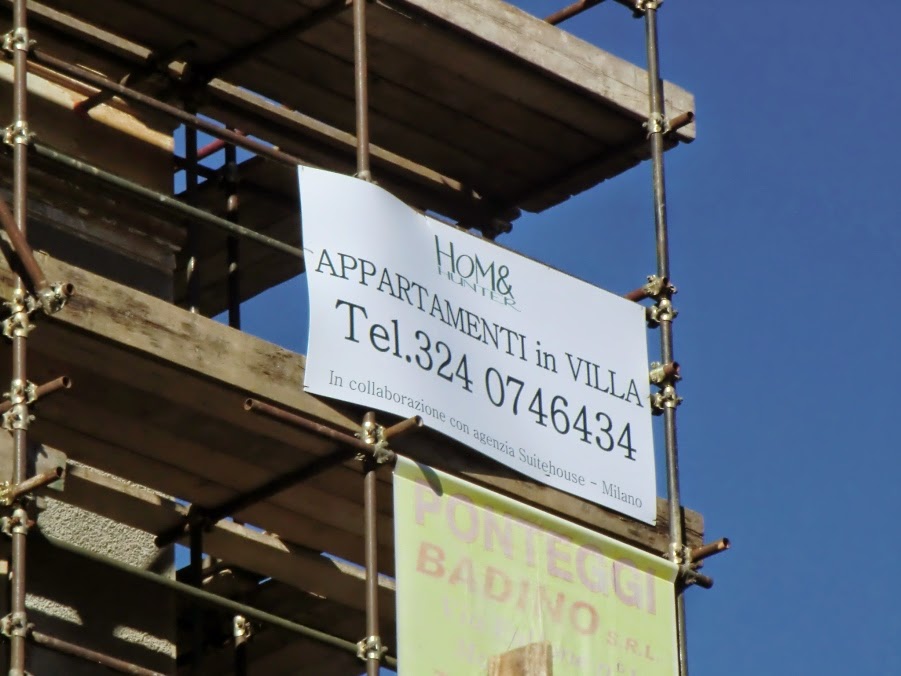 HOM&
HUNTER
APPARTAMENTI in VILLA
Tel.324 0746434
In collaborazione con agenzia Suitehouse - Milano
PONTEGGI
BADINO S.R.L.